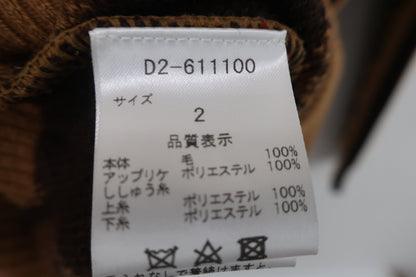 D2-611100
サイズ
2
品質表示
本体 毛 100%
アップリケ ポリエステル 100%
ししゅう糸
上糸 ポリエステル 100%
下糸 ポリエステル 100%